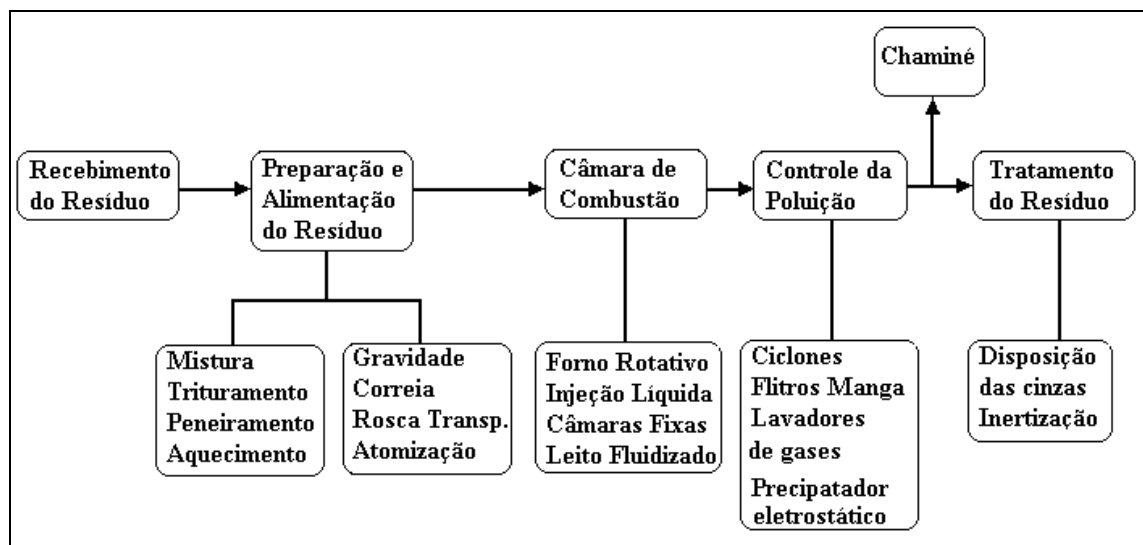 Chaminé
Recebimento
do Resíduo
Preparação e
Alimentação
do Resíduo
Câmara de
Combustão
Controle da
Poluição
Tratamento
do Resíduo
Mistura
Trituramento
Peneiramento
Aquecimento
Gravidade
Correia
Rosca Transp.
Atomização
Forno Rotativo
Injeção Líquida
Câmaras Fixas
Leito Fluidizado
Ciclones
Flitros Manga
Lavadores
de gases
Precipatador
eletrostático
Disposição
das cinzas
Inertização